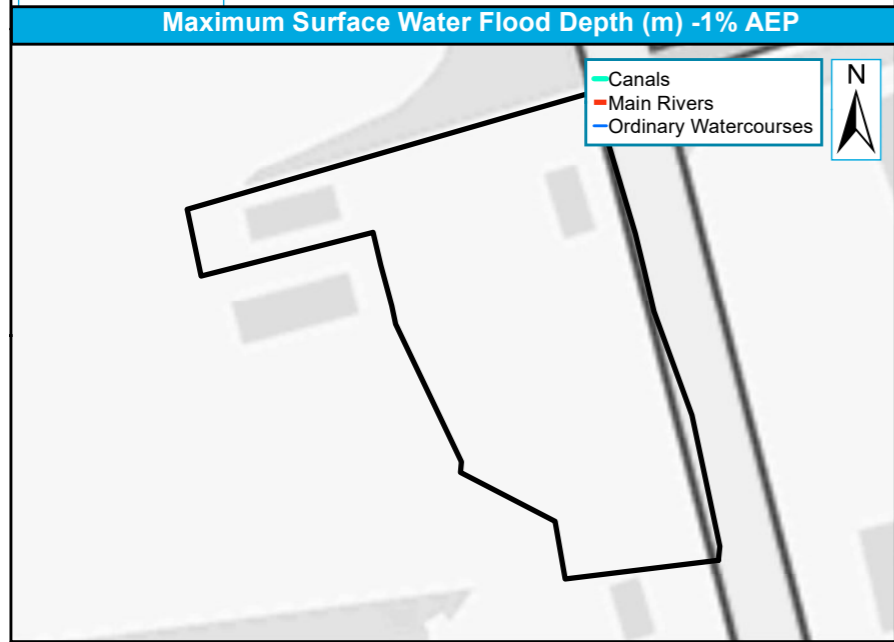 Maximum Surface Water Flood Depth (m) -1% AEP
Canals
Main Rivers
Ordinary Watercourses
N